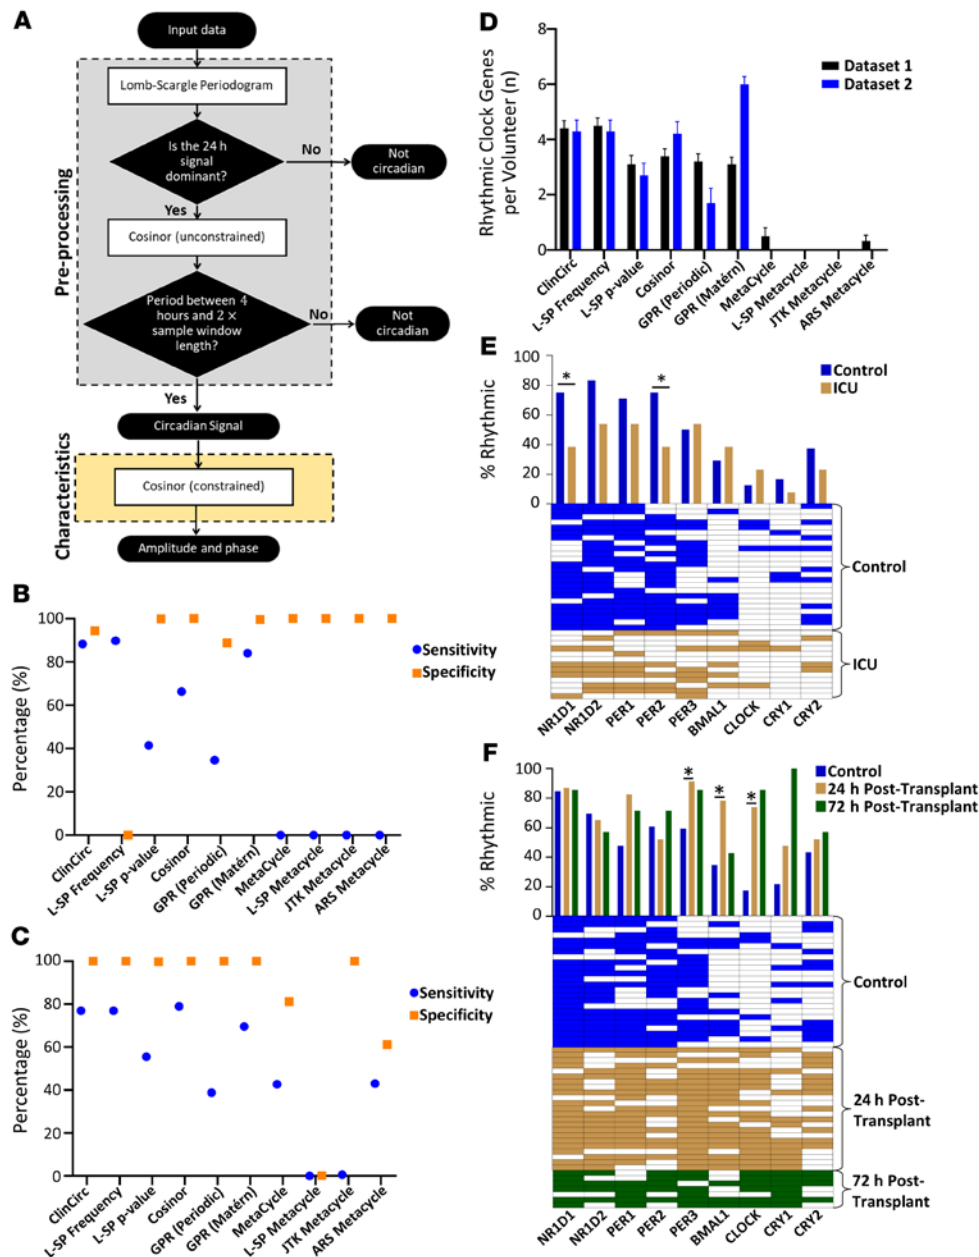 A
Input data
Lomb-Scargle Periodogram
Is the 24 h
signal
dominant?
No
Not
circadian
Yes
Cosinor (unconstrained)
Period between 4
hours and 2 ×
sample window
length?
No
Not
circadian
Yes
Pre-processing
Circadian Signal
Cosinor (constrained)
Characteristics
Amplitude and phase
B
Percentage (%)
100
80
60
40
20
0
Sensitivity
Specificity
ClinCirc
L-SP Frequency
L-SP p-value
Cosinor
GPR (Periodic)
GPR (Matérn)
MetaCycle
L-SP Metacycle
JTK Metacycle
ARS Metacycle
C
Percentage (%)
100
80
60
40
20
0
Sensitivity
Specificity
ClinCirc
L-SP Frequency
L-SP p-value
Cosinor
GPR (Periodic)
GPR (Matérn)
MetaCycle
L-SP Metacycle
JTK Metacycle
ARS Metacycle
D
Rhythmic Clock Genes
per Volunteer (n)
8
6
4
2
0
Dataset 1
Dataset 2
ClinCirc
L-SP Frequency
L-SP p-value
Cosinor
GPR (Periodic)
GPR (Matérn)
MetaCycle
L-SP Metacycle
JTK Metacycle
ARS Metacycle
E
% Rhythmic
100
80
60
40
20
0
*
*
Control
ICU
Control
ICU
NR1D1
NR1D2
PER1
PER2
PER3
BMAL1
CLOCK
CRY1
CRY2
F
% Rhythmic
100
80
60
40
20
0
*
*
*
Control
24 h Post-Transplant
72 h Post-Transplant
Control
24 h Post-
Transplant
72 h Post-
Transplant
NR1D1
NR1D2
PER1
PER2
PER3
BMAL1
CLOCK
CRY1
CRY2